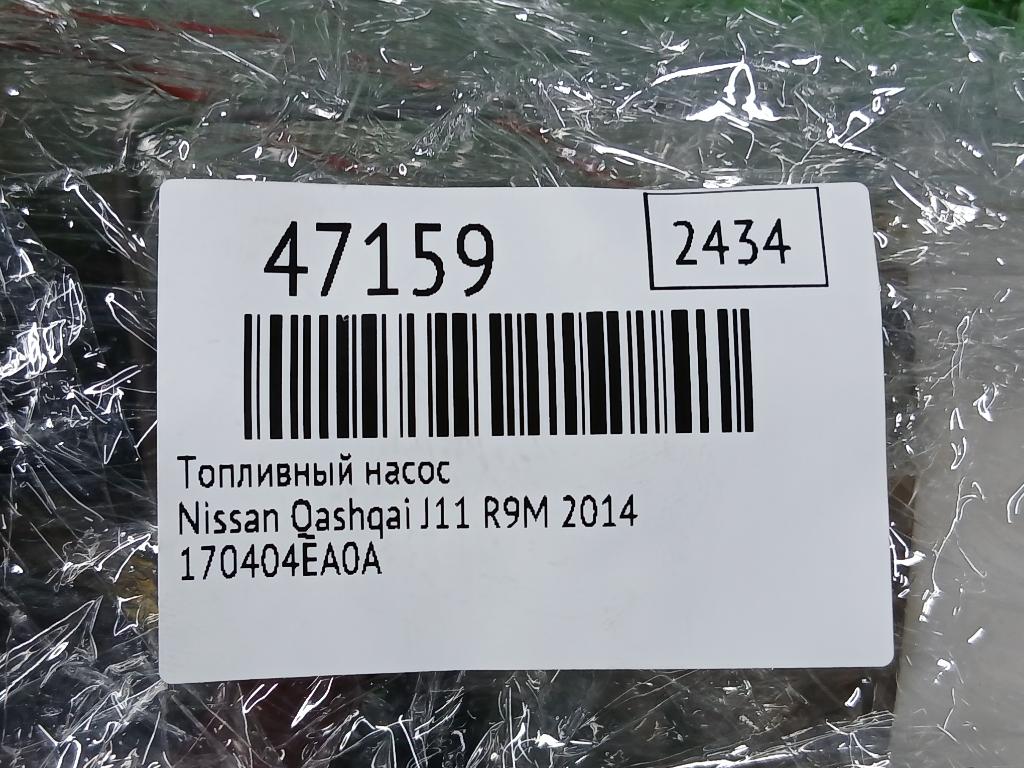 47159
2434
Топливный насос
Nissan Qashqai J11 R9M 2014
170404EA0A